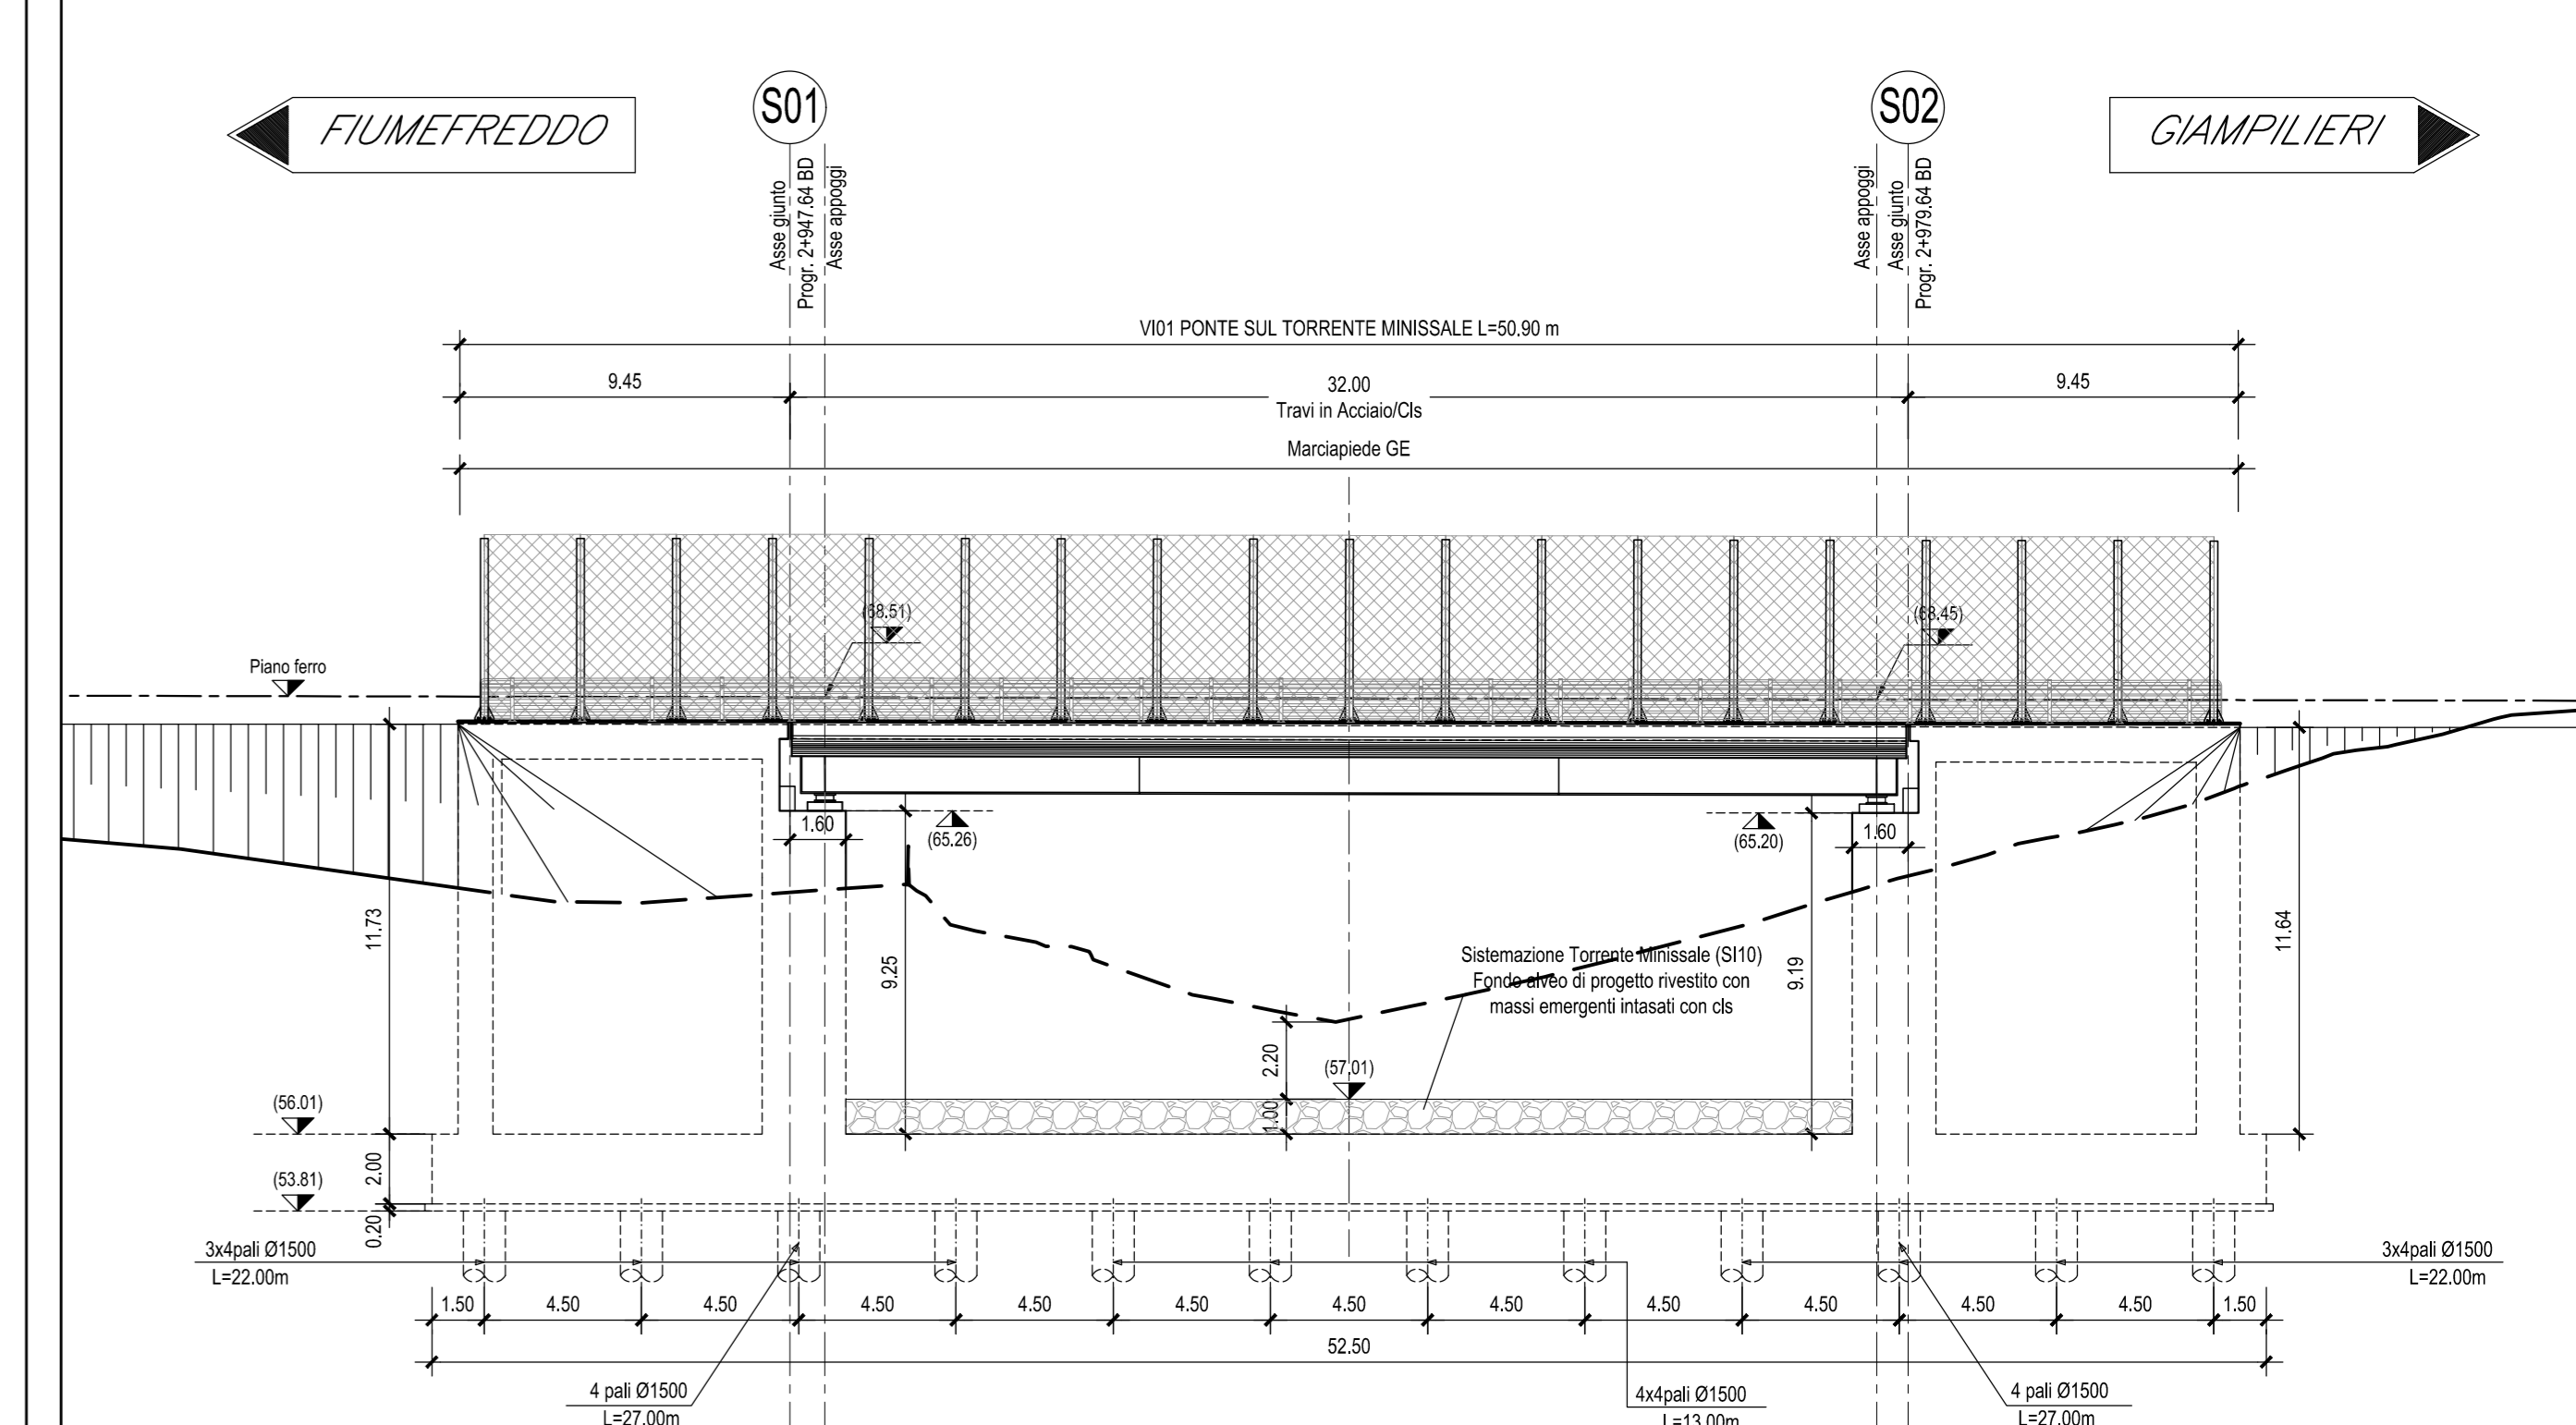 FIUMEFREDDO
S01
S02
GIAMPILIERI
Asse giunto
Progr. 2+947.64 BD
Asse appoggi
Asse appoggi
Asse giunto
Progr. 2+979.64 BD
VI01 PONTE SUL TORRENTE MINISSALE L=50.90 m
9.45
32.00
9.45
Travi in Acciaio/Cls
Marciapiede GE
(68.51)
(68.45)
Piano ferro
1.60
(65.26)
(65.20)
1.60
11.73
9.25
Sistemazione Torrente Minissale (SI10)
Fondo alveo di progetto rivestito con
massi emergenti intasati con cls
9.19
11.64
2.20
(57.01)
1.00
(56.01)
2.00
(53.81)
0.20
3x4pali Ø1500
L=22.00m
3x4pali Ø1500
L=22.00m
1.50
4.50
4.50
4.50
4.50
4.50
4.50
4.50
4.50
4.50
4.50
4.50
1.50
52.50
4 pali Ø1500
L=27.00m
4x4pali Ø1500
L=13.00m
4 pali Ø1500
L=27.00m